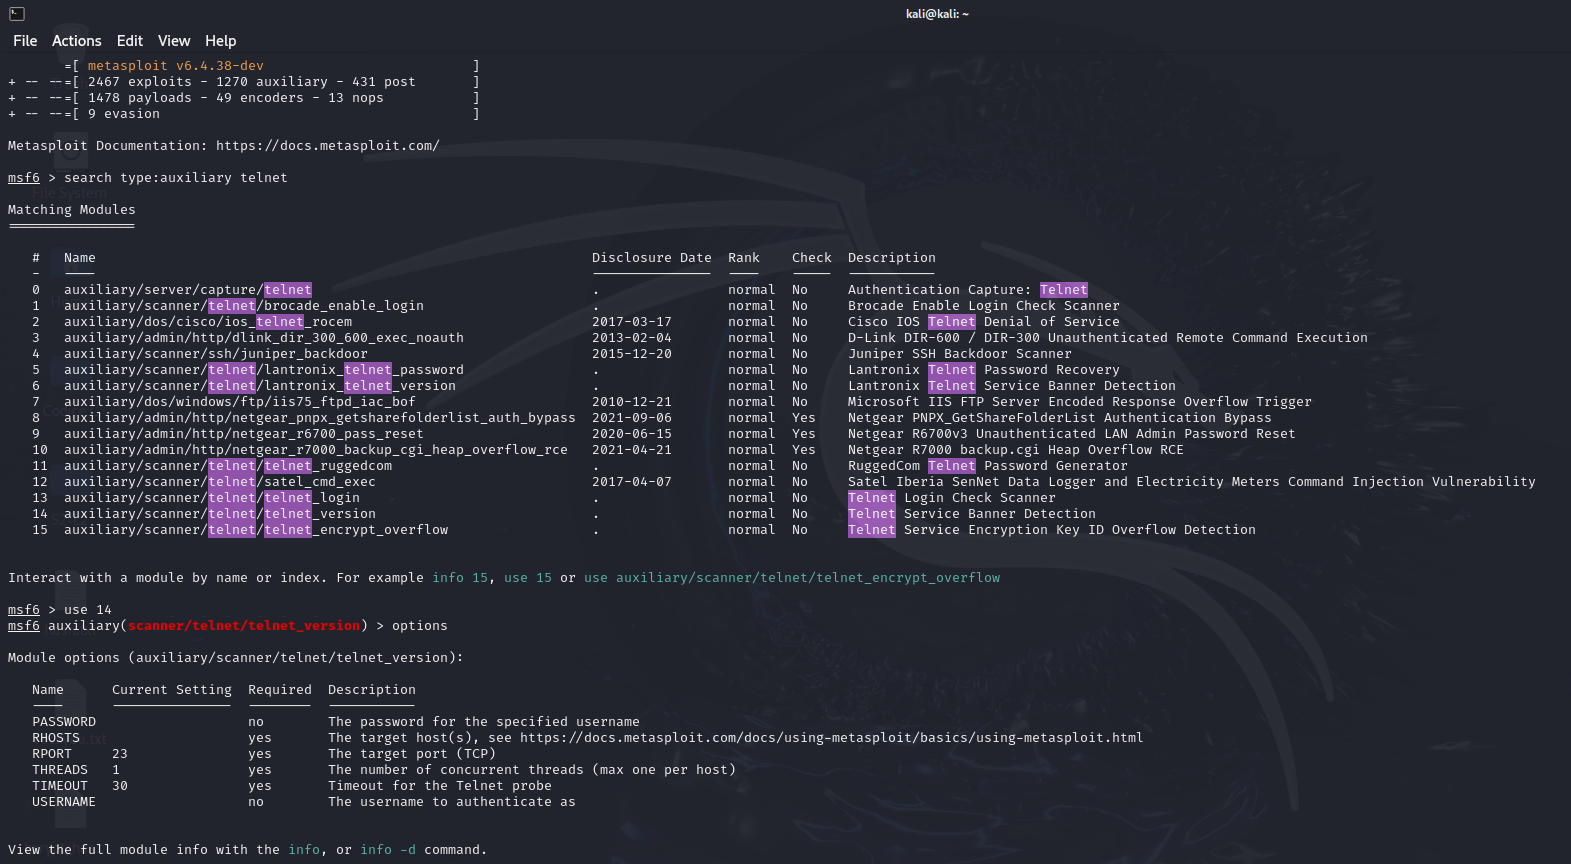 kali@kali: ~
File Actions Edit View Help
=[ metasploit v6.4.38-dev ]
+ -- --=[ 2467 exploits - 1270 auxiliary - 431 post ]
+ -- --=[ 1478 payloads - 49 encoders - 13 nops ]
+ -- --=[ 9 evasion ]
Metasploit Documentation: https://docs.metasploit.com/
msf6 > search type:auxiliary telnet
Matching Modules
================
# Name Disclosure Date Rank Check Description
- ---- --------------- ---- ----- -----------
0 auxiliary/server/capture/telnet . normal No Authentication Capture: Telnet
1 auxiliary/scanner/telnet/brocade_enable_login . normal No Brocade Enable Login Check Scanner
2 auxiliary/dos/cisco/ios_telnet_rocem 2017-03-17 normal No Cisco IOS Telnet Denial of Service
3 auxiliary/admin/http/dlink_dir_300_600_exec_noauth 2013-02-04 normal No D-Link DIR-600 / DIR-300 Unauthenticated Remote Command Execution
4 auxiliary/scanner/ssh/juniper_backdoor 2015-12-20 normal No Juniper SSH Backdoor Scanner
5 auxiliary/scanner/telnet/lantronix_telnet_password . normal No Lantronix Telnet Password Recovery
6 auxiliary/scanner/telnet/lantronix_telnet_version . normal No Lantronix Telnet Service Banner Detection
7 auxiliary/dos/windows/ftp/iis75_ftpd_iac_bof 2010-12-21 normal No Microsoft IIS FTP Server Encoded Response Overflow Trigger
8 auxiliary/admin/http/netgear_pnpx_getsharefolderlist_auth_bypass 2021-09-06 normal Yes Netgear PNPX_GetShareFolderList Authentication Bypass
9 auxiliary/admin/http/netgear_r6700_pass_reset 2020-06-15 normal Yes Netgear R6700v3 Unauthenticated LAN Admin Password Reset
10 auxiliary/admin/http/netgear_r7000_backup_cgi_heap_overflow_rce 2021-04-21 normal Yes Netgear R7000 backup.cgi Heap Overflow RCE
11 auxiliary/scanner/telnet/telnet_ruggedcom . normal No RuggedCom Telnet Password Generator
12 auxiliary/scanner/telnet/satel_cmd_exec 2017-04-07 normal No Satel Iberia SenNet Data Logger and Electricity Meters Command Injection Vulnerability
13 auxiliary/scanner/telnet/telnet_login . normal No Telnet Login Check Scanner
14 auxiliary/scanner/telnet/telnet_version . normal No Telnet Service Banner Detection
15 auxiliary/scanner/telnet/telnet_encrypt_overflow . normal No Telnet Service Encryption Key ID Overflow Detection
Interact with a module by name or index. For example info 15, use 15 or use auxiliary/scanner/telnet/telnet_encrypt_overflow
msf6 > use 14
msf6 auxiliary(scanner/telnet/telnet_version) > options
Module options (auxiliary/scanner/telnet/telnet_version):
Name Current Setting Required Description
---- --------------- -------- -----------
PASSWORD no The password for the specified username
RHOSTS yes The target host(s), see https://docs.metasploit.com/docs/using-metasploit/basics/using-metasploit.html
RPORT 23 yes The target port (TCP)
THREADS 1 yes The number of concurrent threads (max one per host)
TIMEOUT 30 yes Timeout for the Telnet probe
USERNAME no The username to authenticate as
View the full module info with the info, or info -d command.